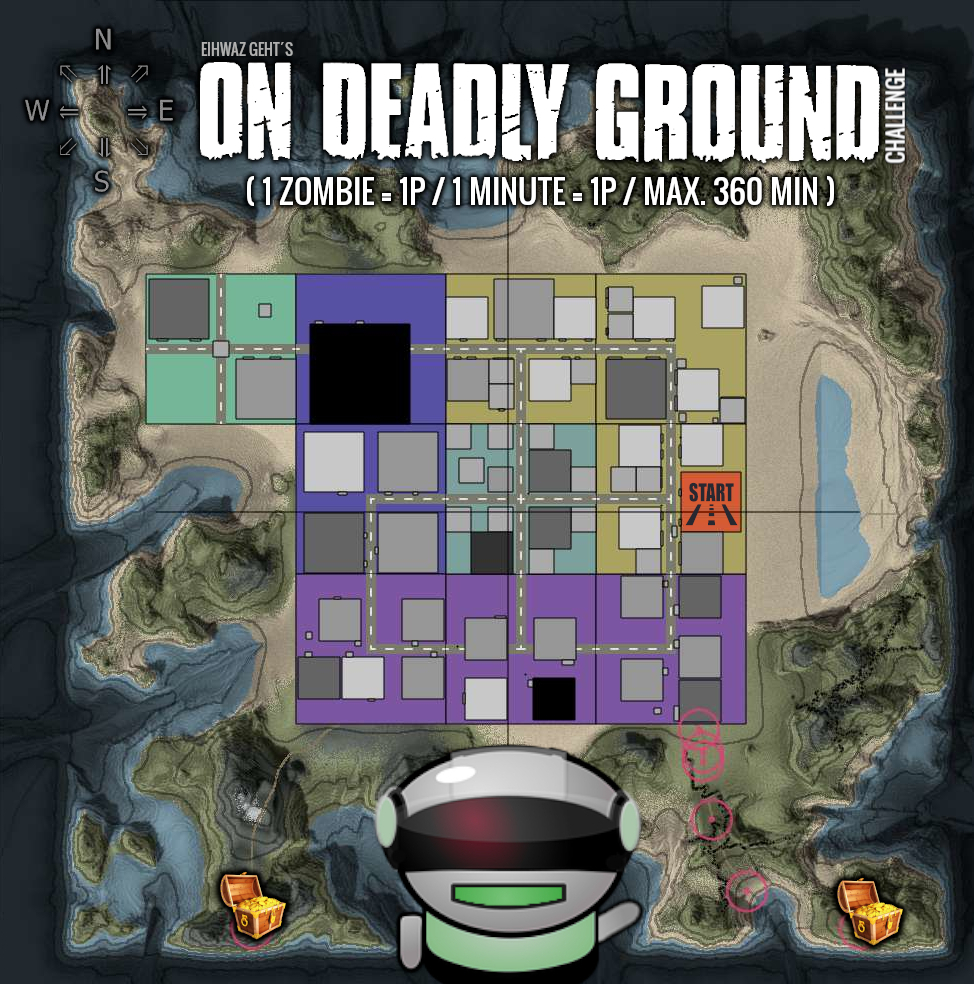 N
W E
S
EIHWAZ GEHT´S
ON DEADLY GROUND
CHALLENGE
( 1 ZOMBIE = 1P / 1 MINUTE = 1P / MAX. 360 MIN )
START